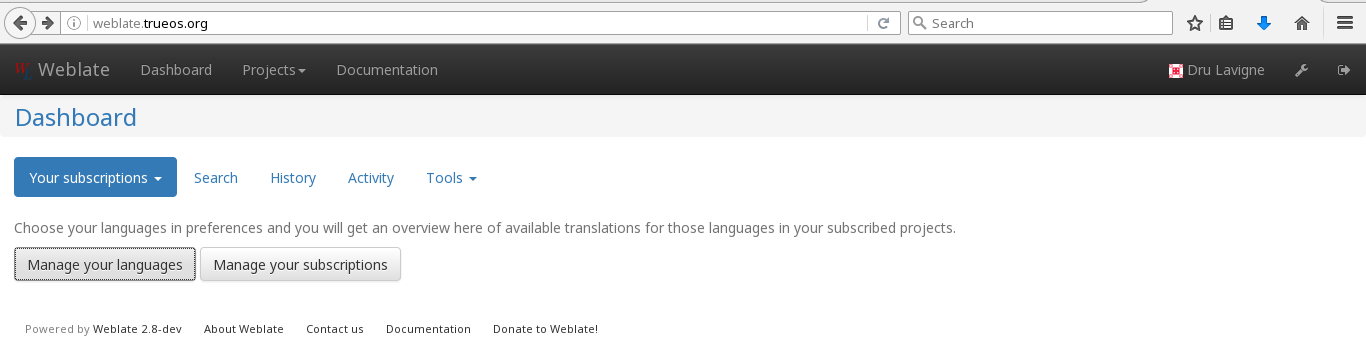 weblate.trueos.org Search
Weblate Dashboard Projects Documentation Dru Lavigne
Dashboard
Your subscriptions Search History Activity Tools
Choose your languages in preferences and you will get an overview here of available translations for those languages in your subscribed projects.
Manage your languages Manage your subscriptions
Powered by Weblate 2.8-dev About Weblate Contact us Documentation Donate to Weblate!